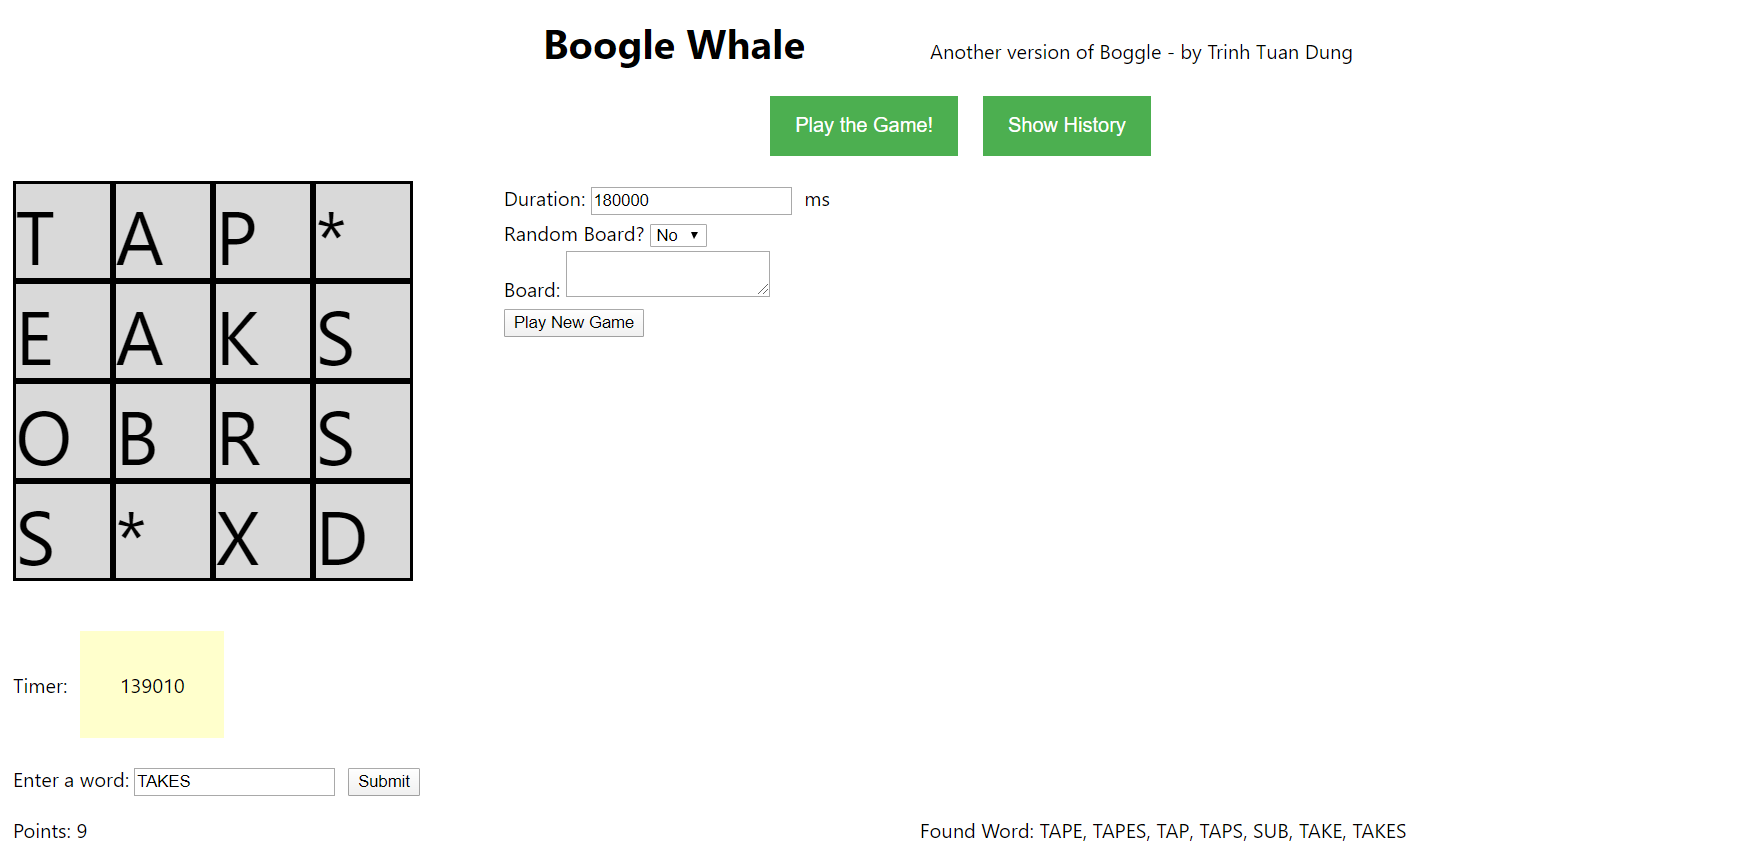 Boogle Whale
Another version of Boggle - by Trinh Tuan Dung
Play the Game!
Show History
T A P *
E A K S
O B R S
S * X D
Duration: 180000 ms
Random Board? No
Board:
Play New Game
Timer: 139010
Enter a word: TAKES Submit
Points: 9
Found Word: TAPE, TAPES, TAP, TAPS, SUB, TAKE, TAKES